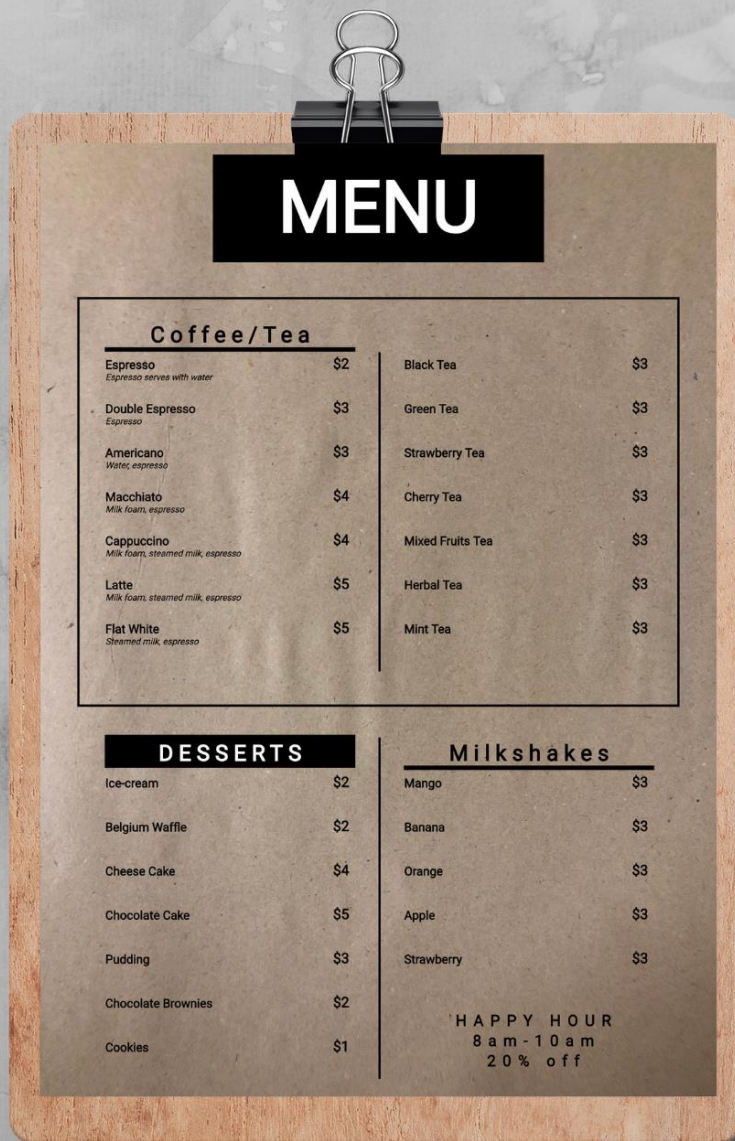 MENU
Coffee/Tea
Espresso $2
Espresso serves with water
Double Espresso $3
Espresso
Americano $3
Water, espresso
Macchiato $4
Milk foam, espresso
Cappuccino $4
Milk foam, steamed milk, espresso
Latte $5
Milk foam, steamed milk, espresso
Flat White $5
Steamed milk, espresso
Black Tea $3
Green Tea $3
Strawberry Tea $3
Cherry Tea $3
Mixed Fruits Tea $3
Herbal Tea $3
Mint Tea $3
DESSERTS
Ice-cream $2
Belgium Waffle $2
Cheese Cake $4
Chocolate Cake $5
Pudding $3
Chocolate Brownies $2
Cookies $1
Milkshakes
Mango $3
Banana $3
Orange $3
Apple $3
Strawberry $3
HAPPY HOUR
8am-10am
20% off